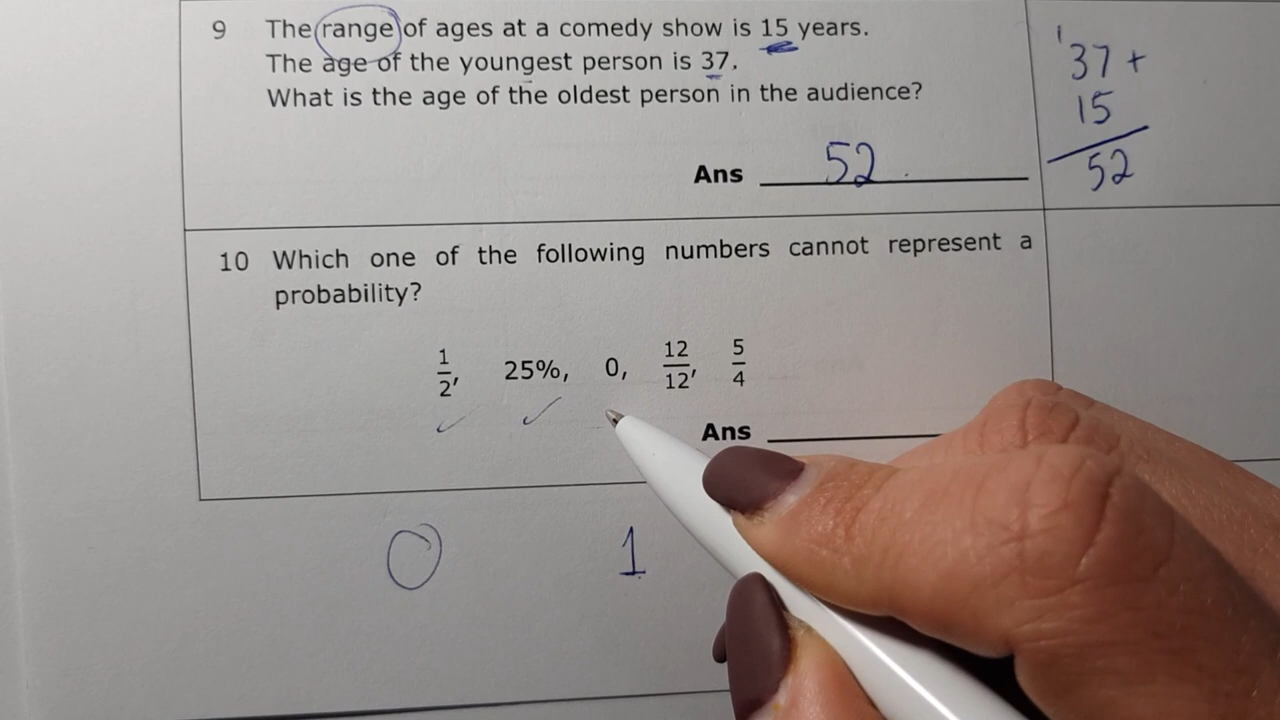 9 The range of ages at a comedy show is 15 years.
The age of the youngest person is 37.
What is the age of the oldest person in the audience?
Ans 52
1
37 +
15
52
10 Which one of the following numbers cannot represent a
probability?
1/2, 25%, 0, 12/12, 5/4
Ans
0 1